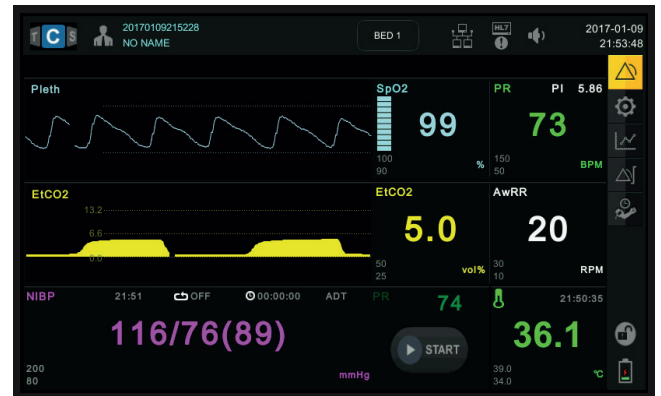 T C S
20170109215228
NO NAME
BED 1
HL7
2017-01-09
21:53:48
Pleth
SpO2
99
100
90
%
PR
PI 5.86
73
150
50
BPM
EtCO2
13.2
6.6
0.0
EtCO2
5.0
50
25
vol%
AwRR
20
30
10
RPM
NIBP
21:51
OFF
00:00:00
ADT
116/76(89)
200
80
mmHg
PR
74
START
21:50:35
36.1
39.0
34.0
°C